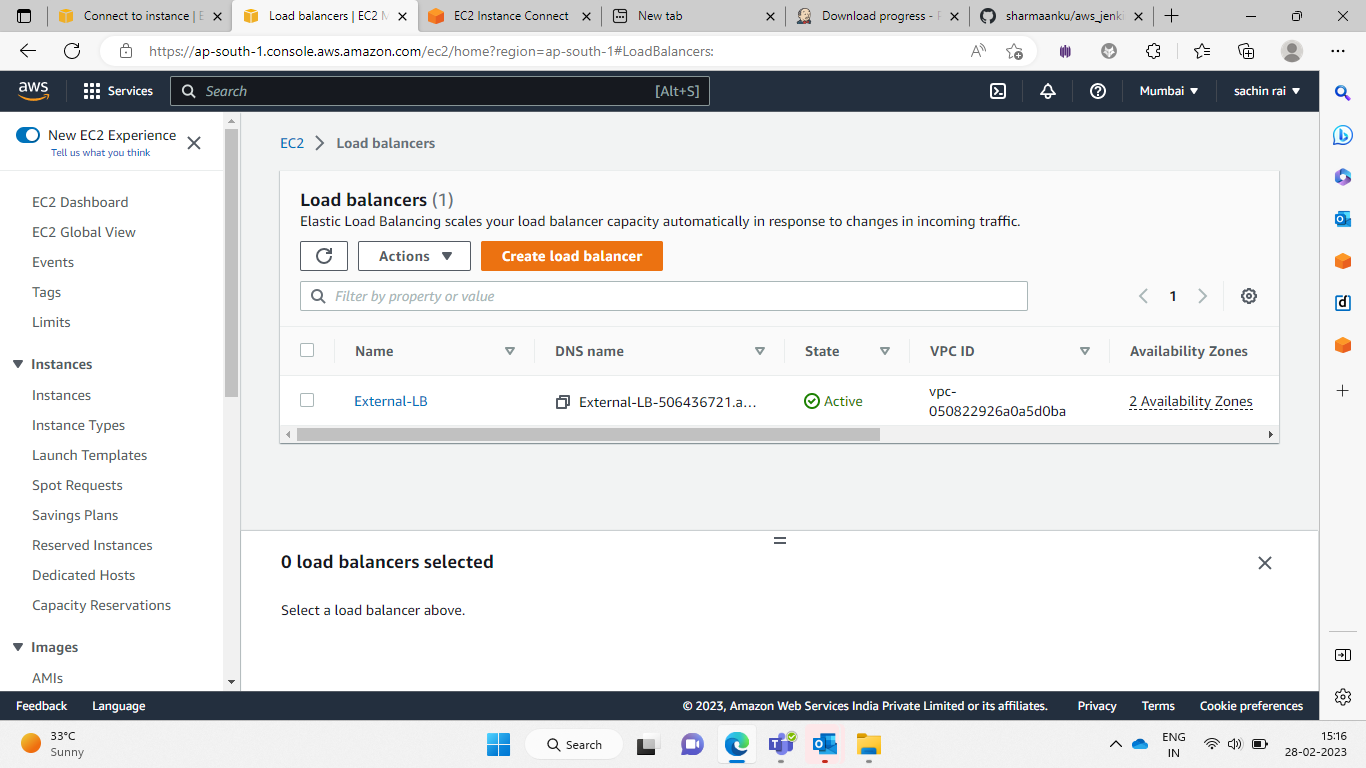 Connect to instance | E
Load balancers | EC2 M
EC2 Instance Connect
New tab
Download progress -
sharmaanku/aws_jenki
https://ap-south-1.console.aws.amazon.com/ec2/home?region=ap-south-1#LoadBalancers:
aws
Services
Search
[Alt+S]
Mumbai
sachin rai
New EC2 Experience
Tell us what you think
EC2 Dashboard
EC2 Global View
Events
Tags
Limits
Instances
Instances
Instance Types
Launch Templates
Spot Requests
Savings Plans
Reserved Instances
Dedicated Hosts
Capacity Reservations
Images
AMIs
EC2
Load balancers
Load balancers (1)
Elastic Load Balancing scales your load balancer capacity automatically in response to changes in incoming traffic.
Actions
Create load balancer
Filter by property or value
1
Name
DNS name
State
VPC ID
Availability Zones
External-LB
External-LB-506436721.a...
Active
vpc-
050822926a0a5d0ba
2 Availability Zones
0 load balancers selected
Select a load balancer above.
Feedback
Language
© 2023, Amazon Web Services India Private Limited or its affiliates.
Privacy
Terms
Cookie preferences
33°C
Sunny
Search
ENG
IN
15:16
28-02-2023